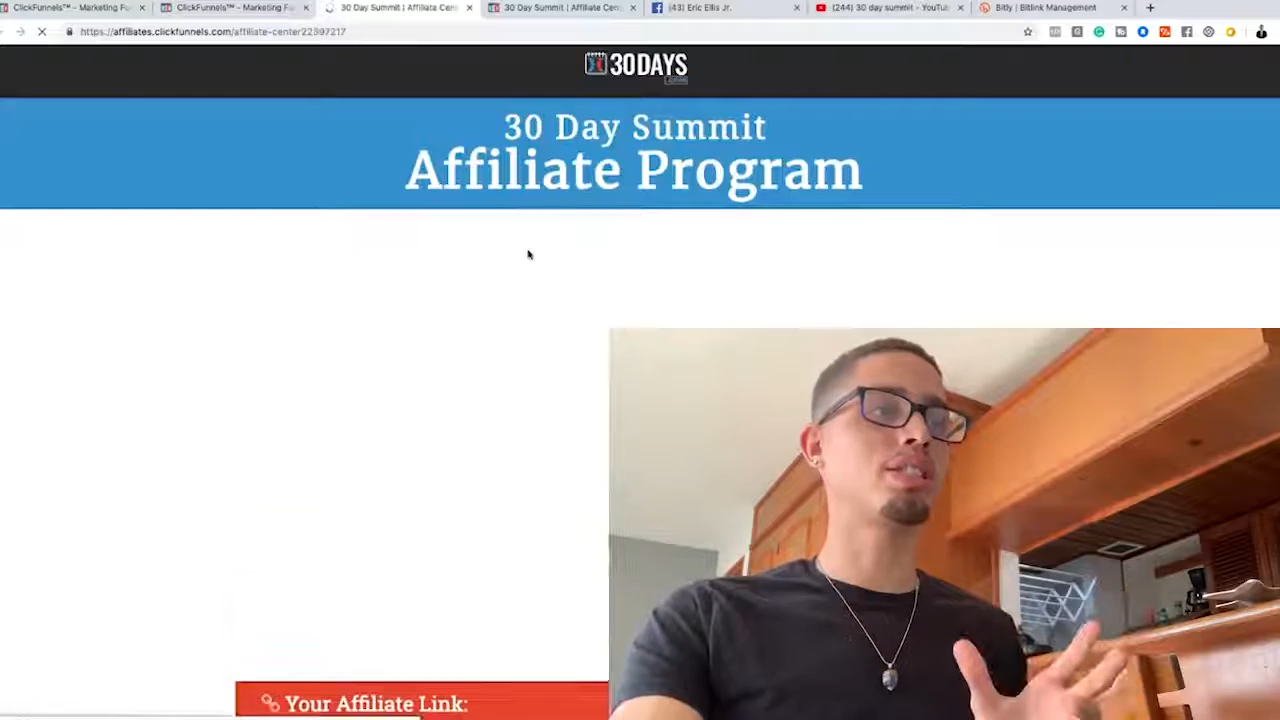 ClickFunnels™ - Marketing Fu
ClickFunnels™ - Marketing Fu
30 Day Summit | Affiliate Cen
30 Day Summit | Affiliate Cen
(43) Eric Ellis Jr.
(244) 30 day summit - YouTu
Bitly | Bitlink Management
https://affiliates.clickfunnels.com/affiliate-center22397217
30DAYS
30 Day Summit
Affiliate Program
Your Affiliate Link: